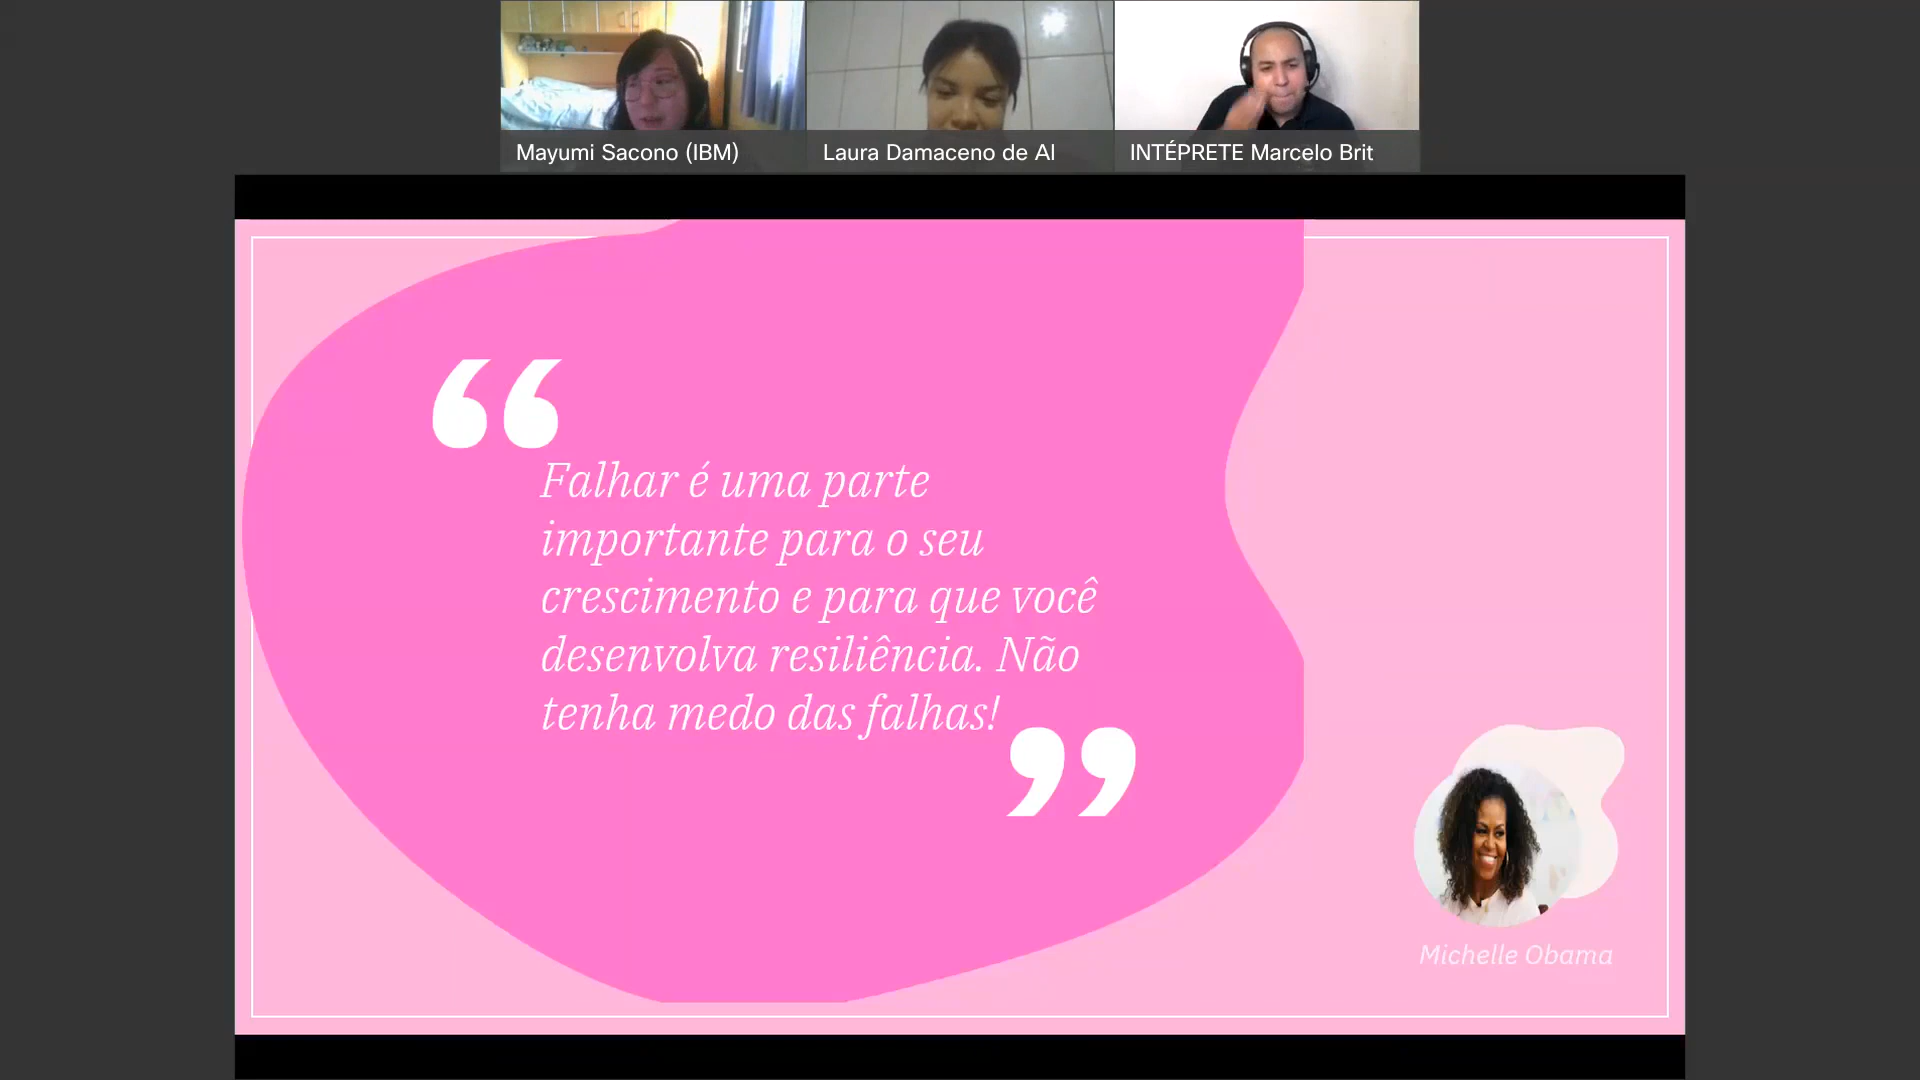 Mayumi Sacono (IBM)
Laura Damaceno de Al
INTÉPRETE Marcelo Brit
“
Falhar é uma parte
importante para o seu
crescimento e para que você
desenvolva resiliência. Não
tenha medo das falhas!
”
Michelle Obama